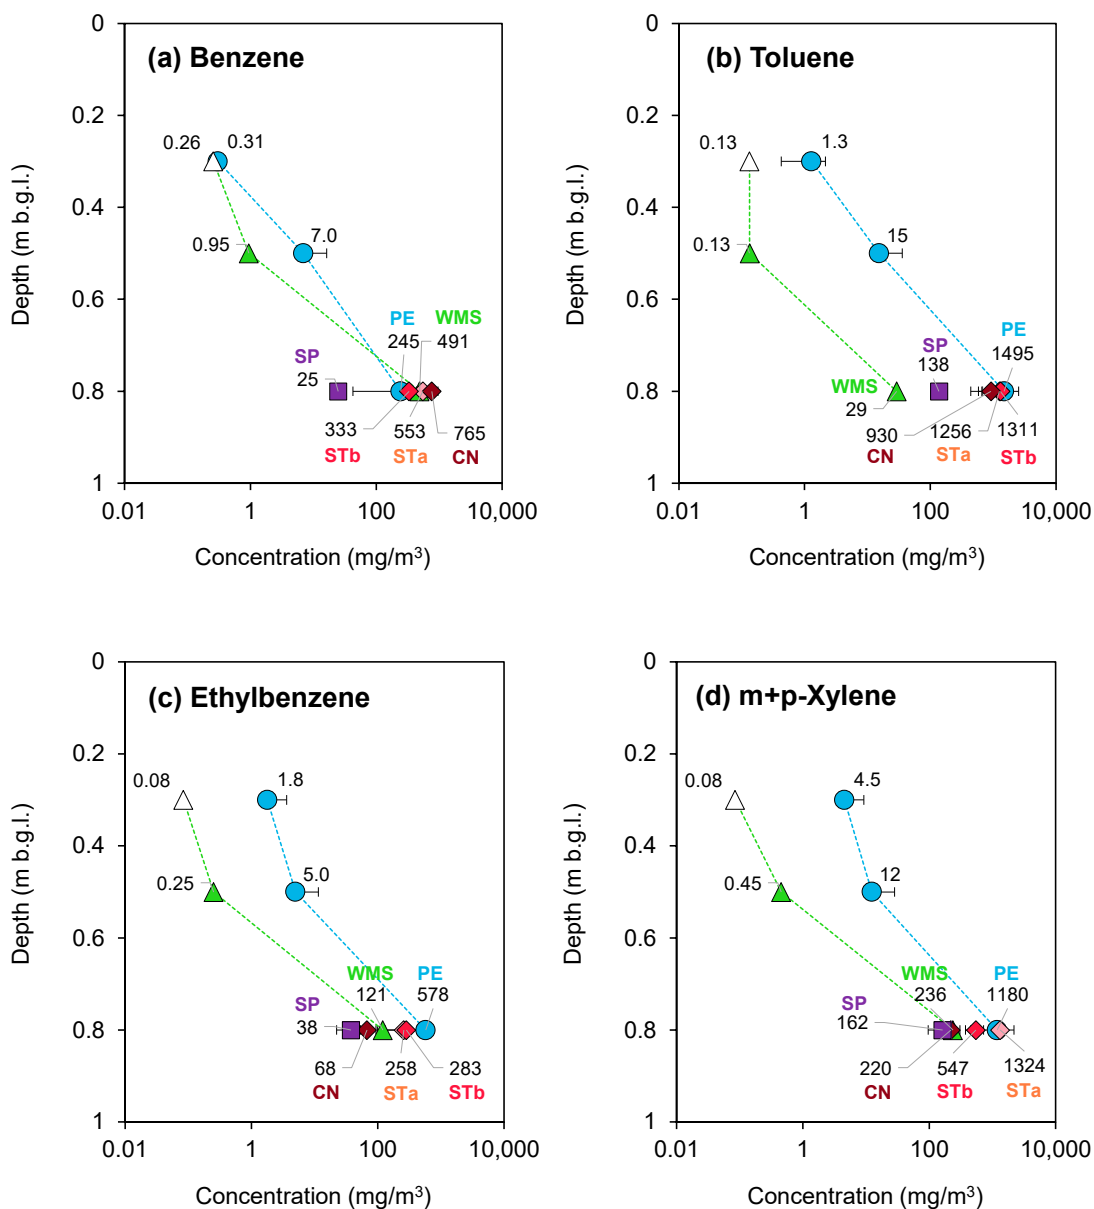 (a) Benzene
0
0.2
0.4
0.6
0.8
1
Depth (m b.g.l.)
0.26
0.31
0.95
7.0
PE
WMS
245
491
SP
25
333
553
765
STb
STa
CN
0.01
1
100
10,000
Concentration (mg/m³)
(b) Toluene
0
0.2
0.4
0.6
0.8
1
Depth (m b.g.l.)
0.13
1.3
0.13
15
PE
SP
1495
138
WMS
29
930
1256
1311
CN
STa
STb
0.01
1
100
10,000
Concentration (mg/m³)
(c) Ethylbenzene
0
0.2
0.4
0.6
0.8
1
Depth (m b.g.l.)
0.08
1.8
0.25
5.0
WMS
PE
121
578
SP
38
68
258
283
CN
STa
STb
0.01
1
100
10,000
Concentration (mg/m³)
(d) m+p-Xylene
0
0.2
0.4
0.6
0.8
1
Depth (m b.g.l.)
0.08
4.5
0.45
12
WMS
PE
236
1180
SP
162
220
547
1324
CN
STb
STa
0.01
1
100
10,000
Concentration (mg/m³)